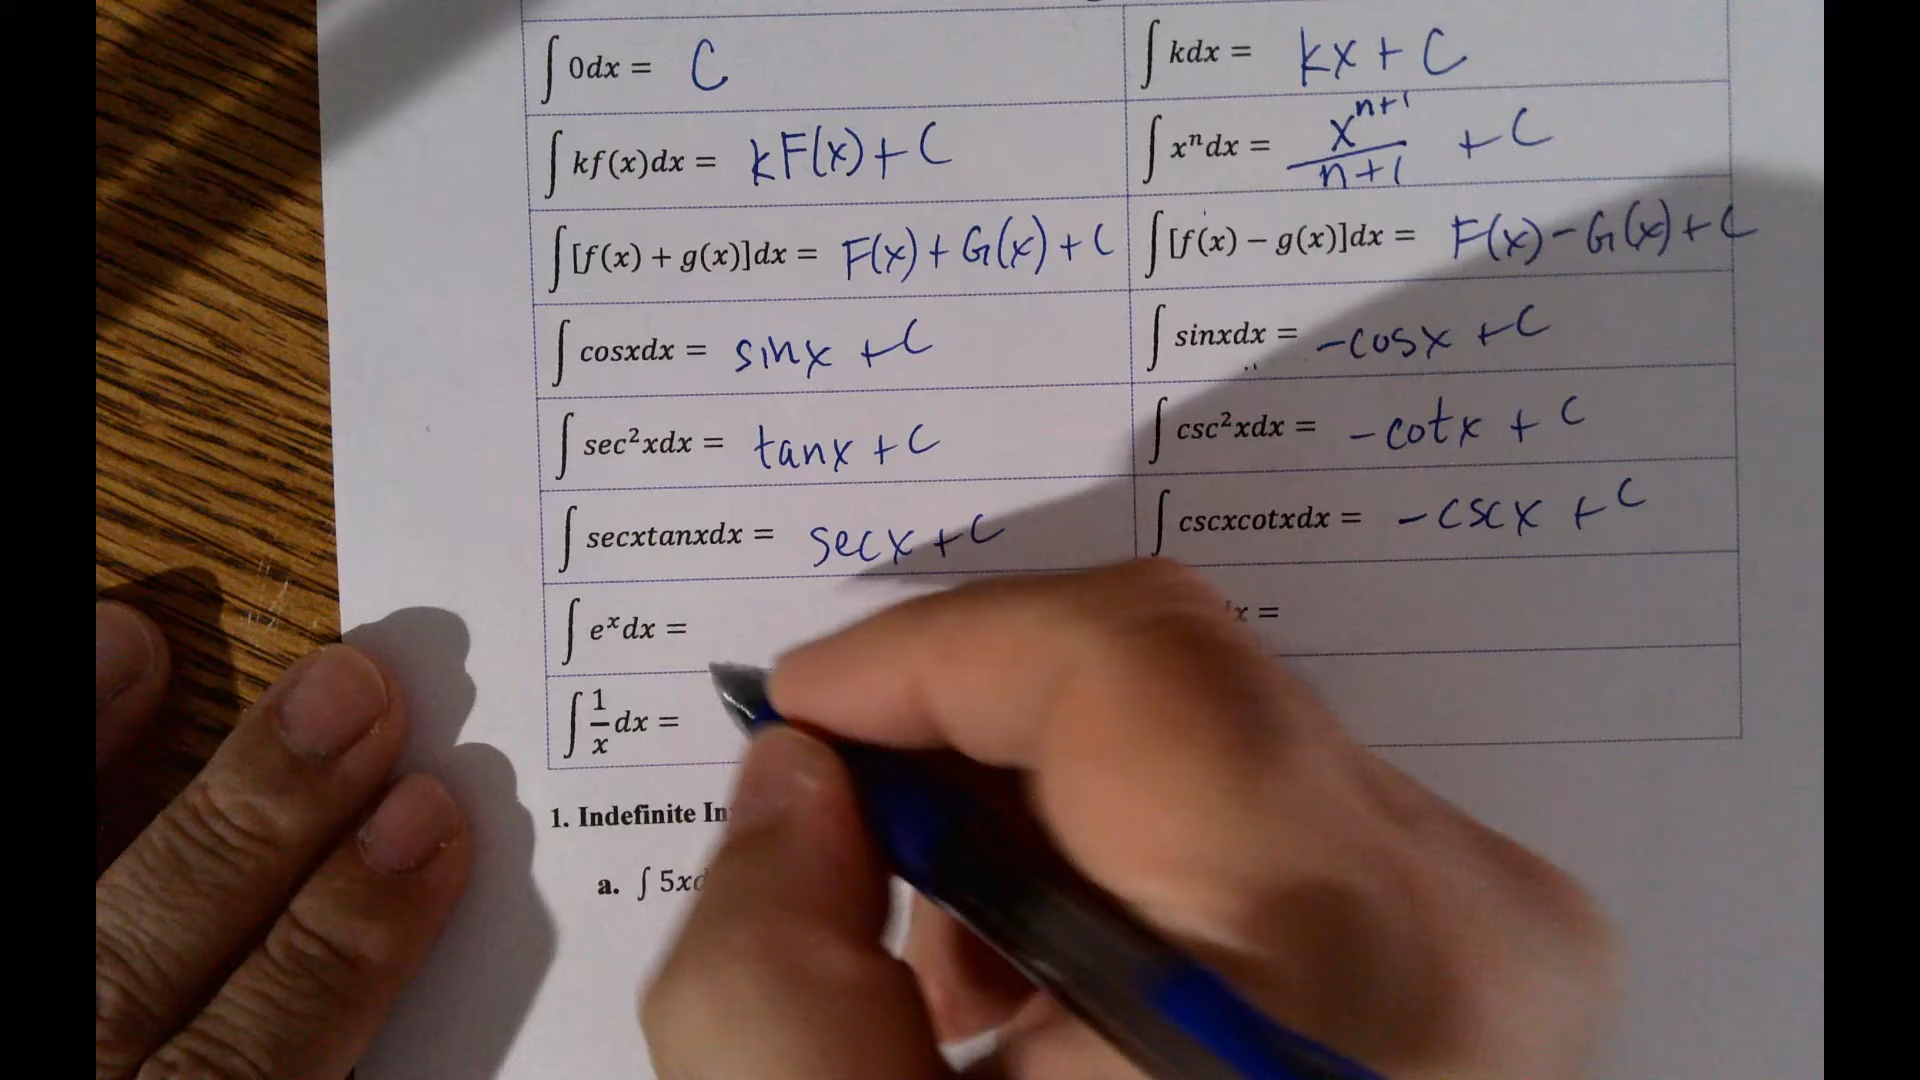 ∫ 0dx = C
∫ kdx = kx + C
∫ kf(x)dx = kF(x) + C
∫ xⁿdx = xⁿ⁺¹/n+1 + C
∫ [f(x) + g(x)]dx = F(x) + G(x) + C
∫ [f(x) − g(x)]dx = F(x) − G(x) + C
∫ cosxdx = sinx + C
∫ sinxdx = −cosx + C
∫ sec²xdx = tanx + C
∫ csc²xdx = −cotx + C
∫ secxtanxdx = secx + C
∫ cscxcotxdx = −cscx + C
∫ eˣdx =
dx =
∫ 1/x dx =
1. Indefinite
a. ∫ 5x